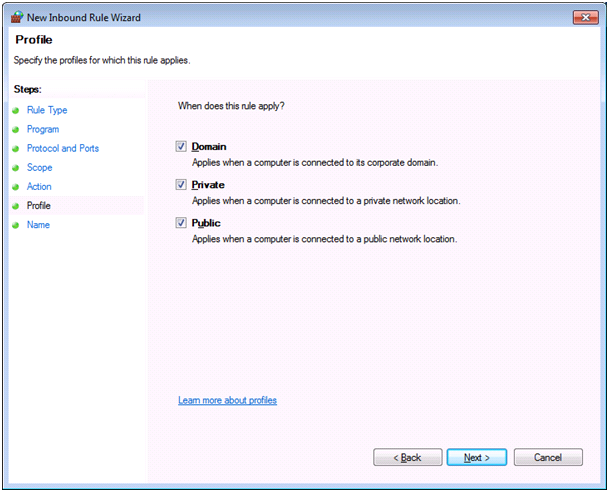 New Inbound Rule Wizard
Profile
Specify the profiles for which this rule applies.
Steps:
Rule Type
Program
Protocol and Ports
Scope
Action
Profile
Name
When does this rule apply?
Domain
Applies when a computer is connected to its corporate domain.
Private
Applies when a computer is connected to a private network location.
Public
Applies when a computer is connected to a public network location.
Learn more about profiles
< Back
Next >
Cancel